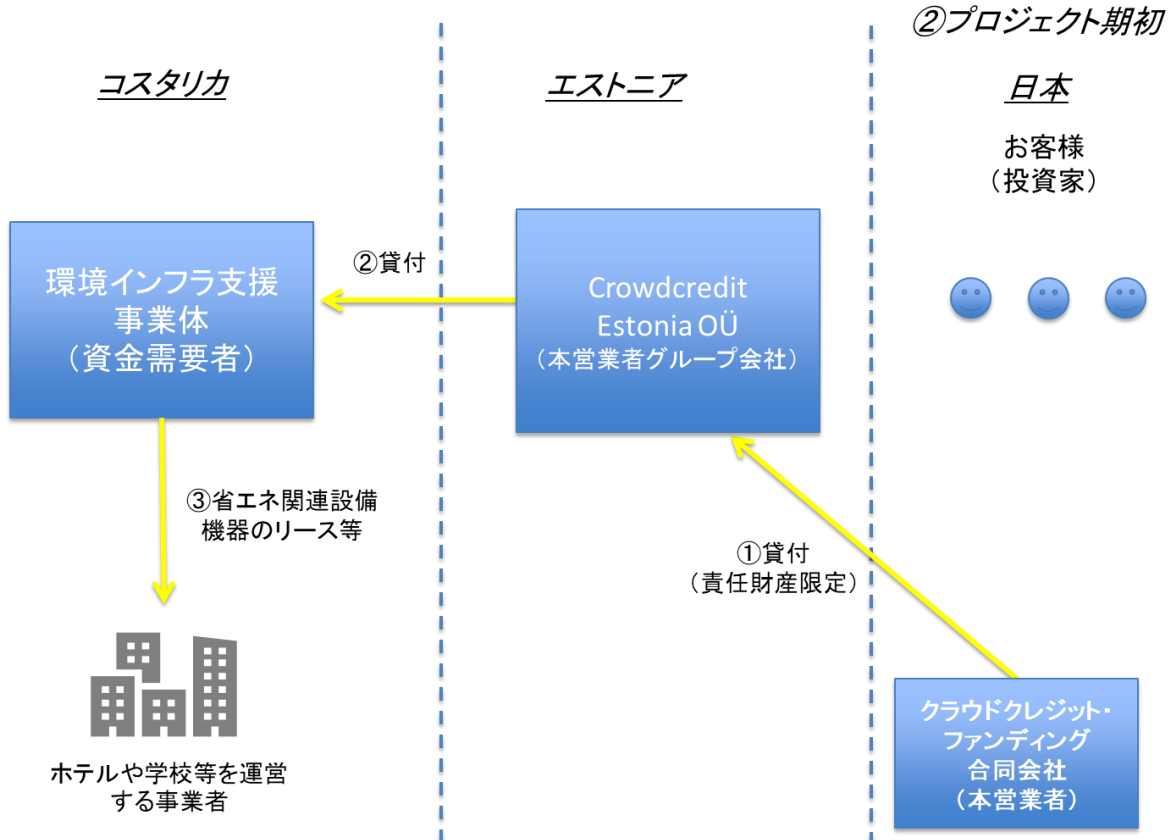 ②プロジェクト期初
コスタリカ
エストニア
日本
お客様
（投資家）
環境インフラ支援
事業体
（資金需要者）
②貸付
Crowdcredit
Estonia OÜ
（本営業者グループ会社）
③省エネ関連設備
機器のリース等
①貸付
（責任財産限定）
ホテルや学校等を運営
する事業者
クラウドクレジット・
ファンディング
合同会社
（本営業者）